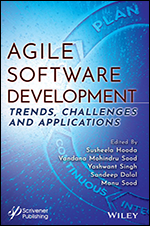 PLAN
AGILE
SOFTWARE
DEVELOPMENT
TRENDS, CHALLENGES
AND APPLICATIONS
Edited By
Susheela Hooda
Vandana Mohindru Sood
Yashwant Singh
Sandeep Dalal
Manu Sood
CONTINUOUS INTE
Scrivener
Publishing
WILEY